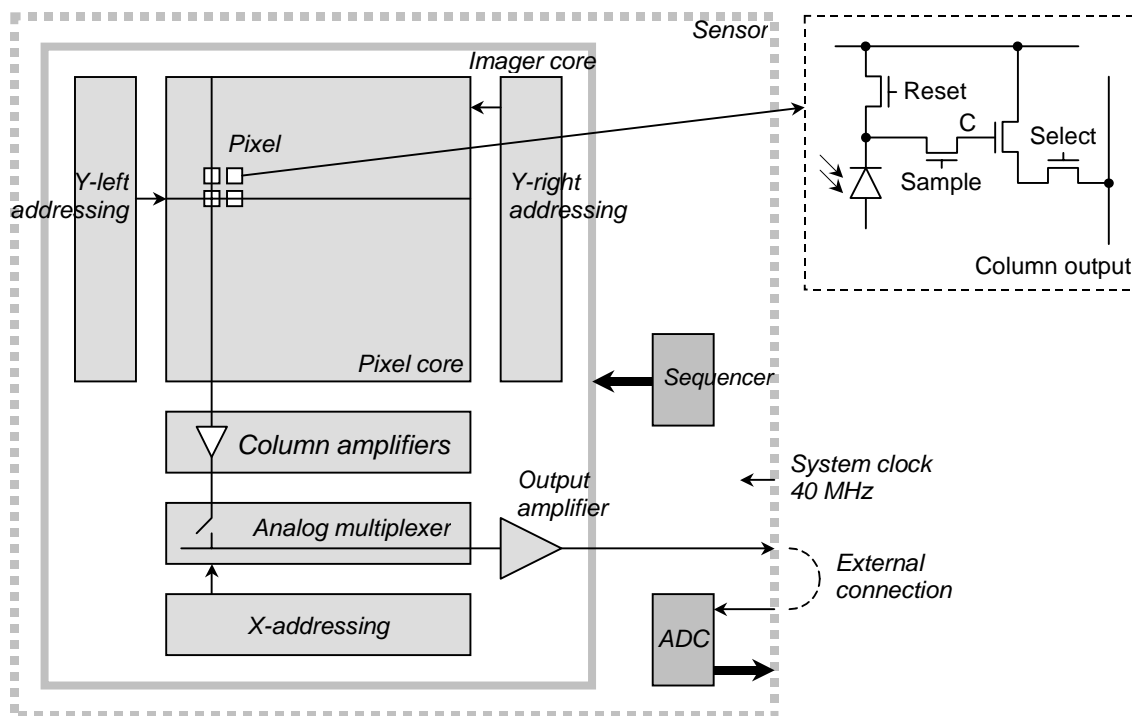 Sensor
Imager core
Pixel
Y-left
addressing
Y-right
addressing
Pixel core
Sequencer
Column amplifiers
Output
amplifier
System clock
40 MHz
Analog multiplexer
External
connection
X-addressing
ADC
Reset
C
Select
Sample
Column output